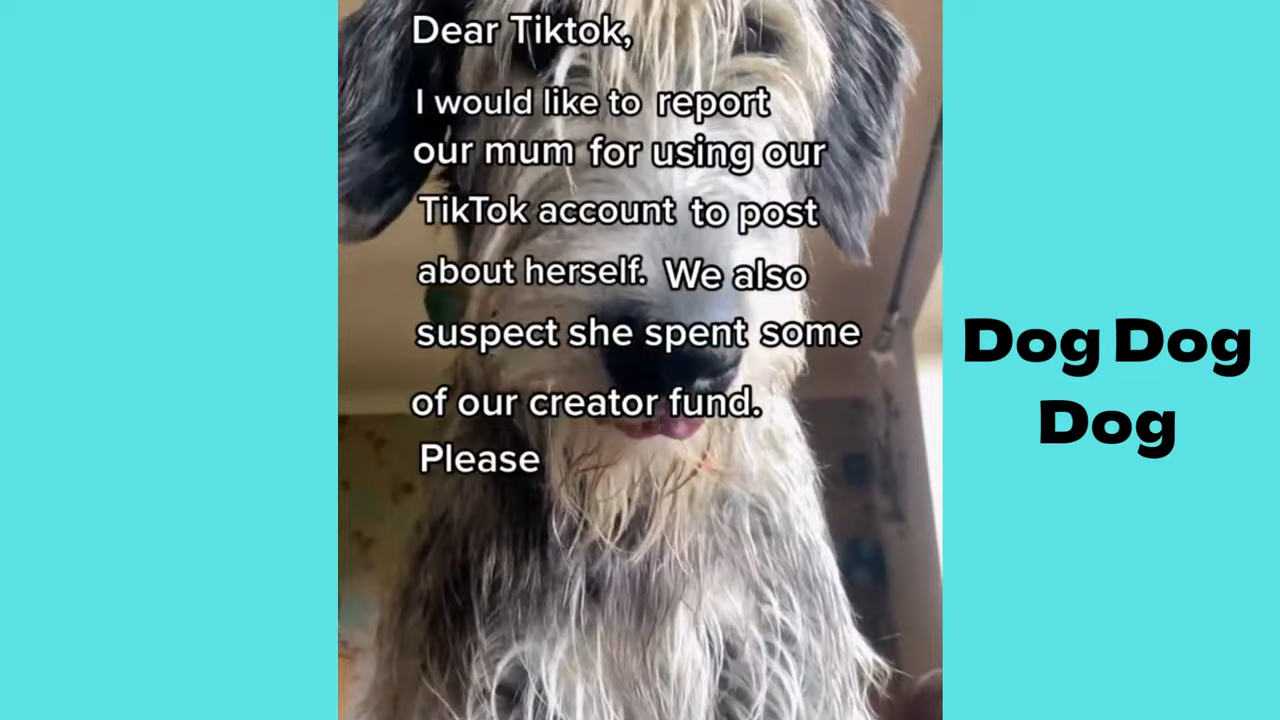 Dear Tiktok,
I would like to report
our mum for using our
TikTok account to post
about herself. We also
suspect she spent some
of our creator fund.
Please
Dog Dog
Dog